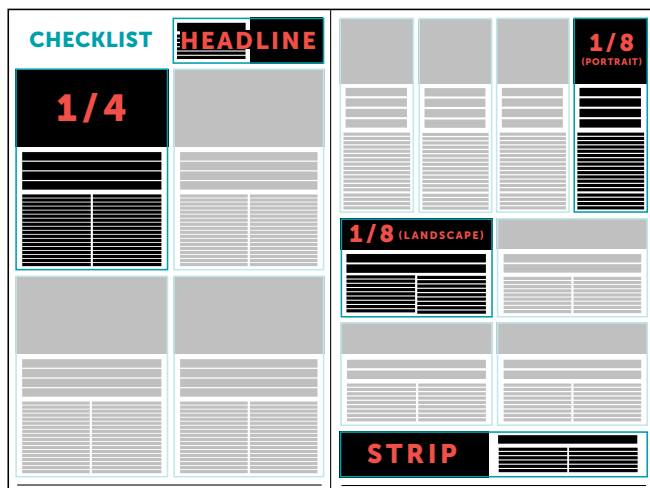 CHECKLIST
HEADLINE
1/4
1/8
(PORTRAIT)
1/8 (LANDSCAPE)
STRIP